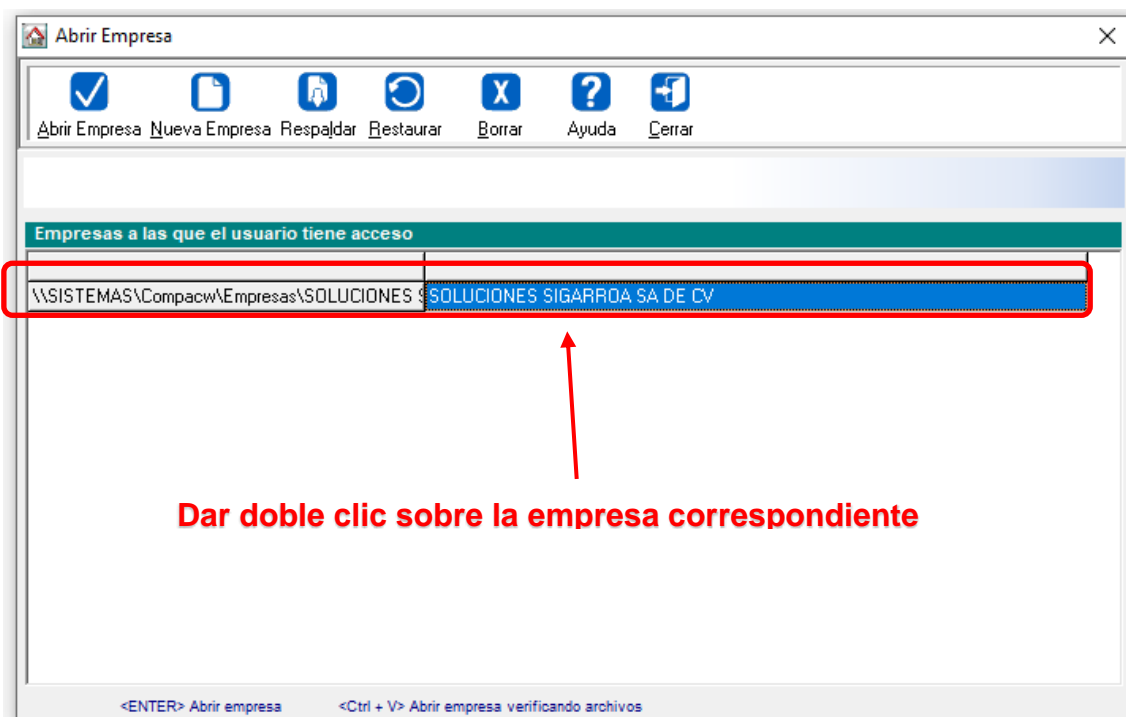 Abrir Empresa
Abrir Empresa Nueva Empresa Respaldar Restaurar Borrar Ayuda Cerrar
Empresas a las que el usuario tiene acceso
\\SISTEMAS\Compacw\Empresas\SOLUCIONES S SOLUCIONES SIGARROA SA DE CV
Dar doble clic sobre la empresa correspondiente
<ENTER> Abrir empresa <Ctrl + V> Abrir empresa verificando archivos